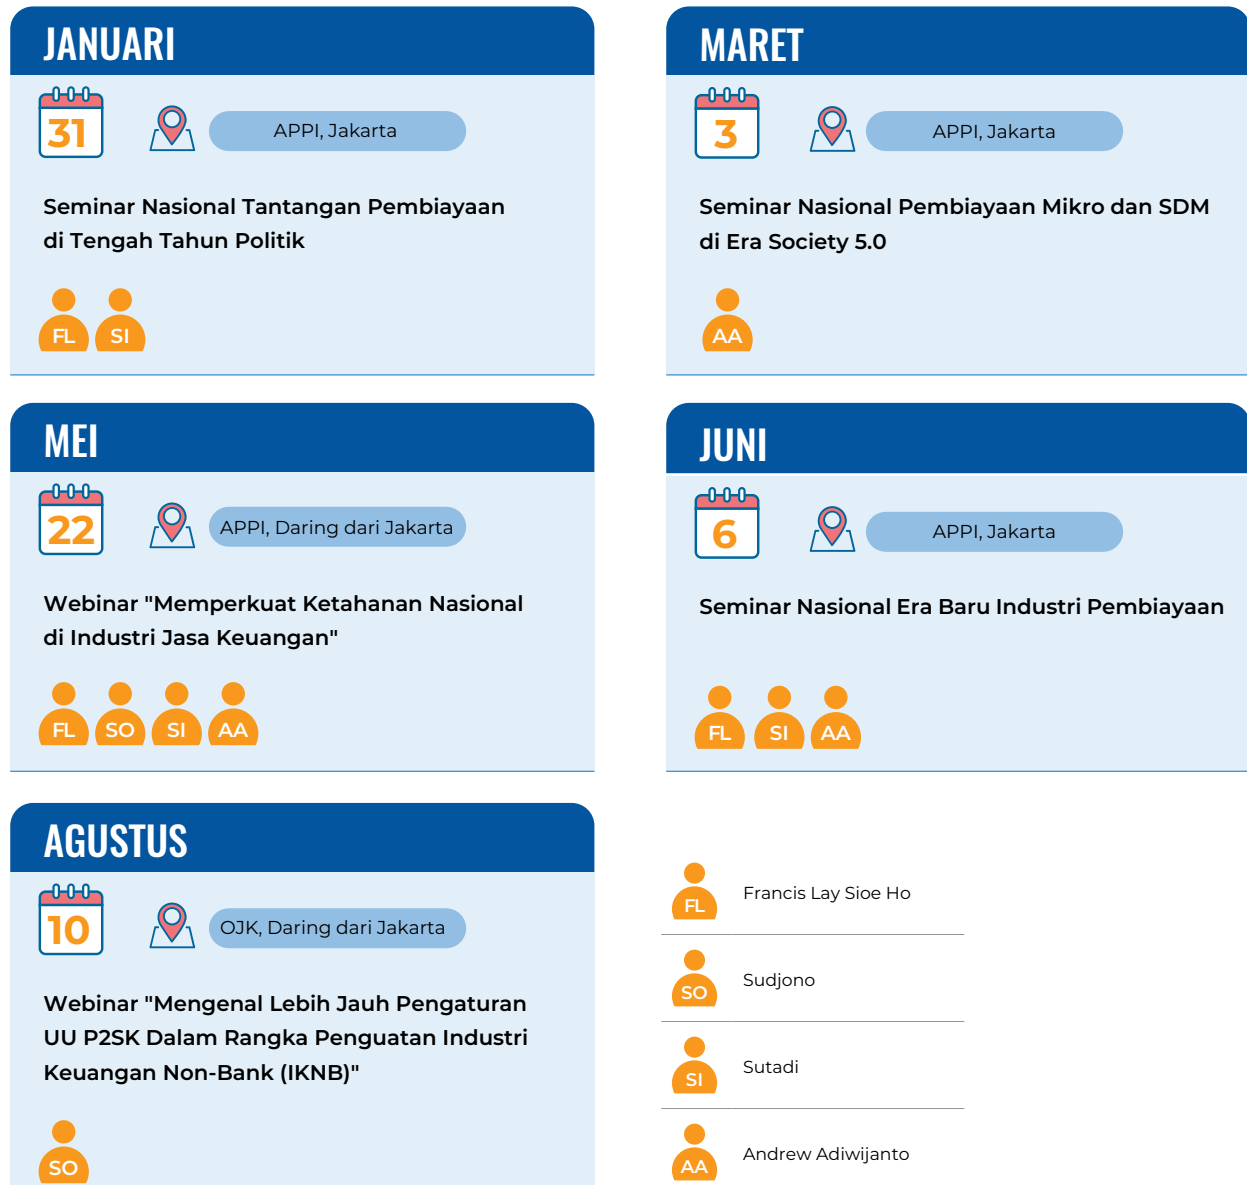 JANUARI
31
APPI, Jakarta
Seminar Nasional Tantangan Pembiayaan
di Tengah Tahun Politik
FL SI
MARET
3
APPI, Jakarta
Seminar Nasional Pembiayaan Mikro dan SDM
di Era Society 5.0
AA
MEI
22
APPI, Daring dari Jakarta
Webinar "Memperkuat Ketahanan Nasional
di Industri Jasa Keuangan"
FL SO SI AA
JUNI
6
APPI, Jakarta
Seminar Nasional Era Baru Industri Pembiayaan
FL SI AA
AGUSTUS
10
OJK, Daring dari Jakarta
Webinar "Mengenal Lebih Jauh Pengaturan
UU P2SK Dalam Rangka Penguatan Industri
Keuangan Non-Bank (IKNB)"
SO
FL Francis Lay Sioe Ho
SO Sudjono
SI Sutadi
AA Andrew Adiwijanto